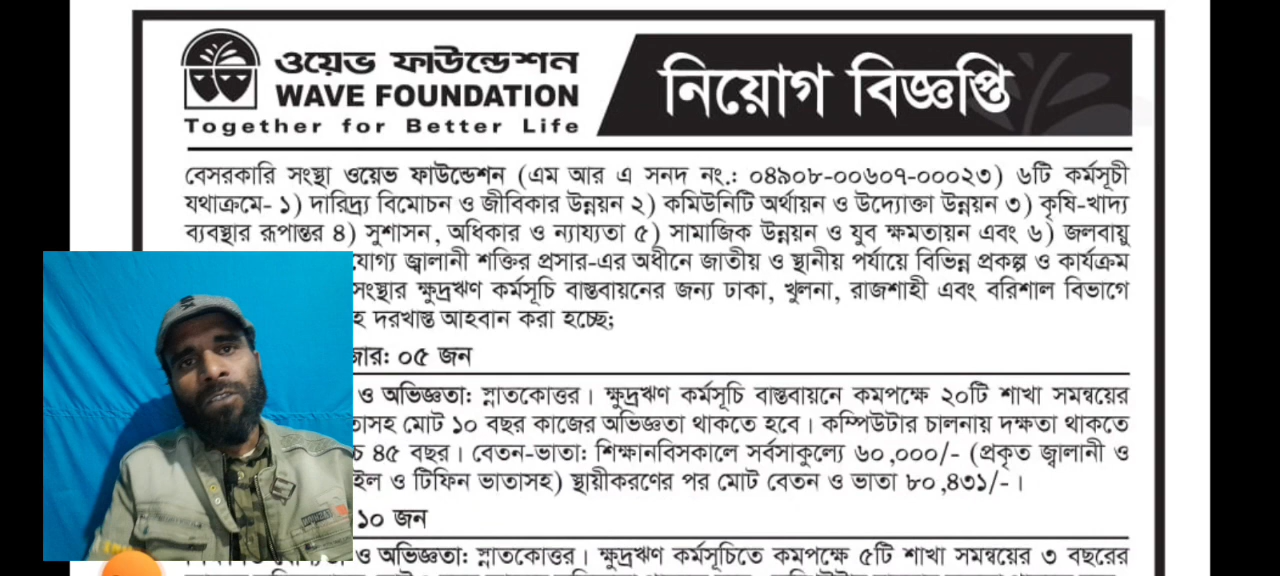 ওয়েভ ফাউন্ডেশন
WAVE FOUNDATION
Together for Better Life
নিয়োগ বিজ্ঞপ্তি
বেসরকারি সংস্থা ওয়েভ ফাউন্ডেশন (এম আর এ সনদ নং.: ০৪৯০৮-০০৬০৭-০০০২৩) ৬টি কর্মসূচী
যথাক্রমে- ১) দারিদ্র্য বিমোচন ও জীবিকার উন্নয়ন ২) কমিউনিটি অর্থায়ন ও উদ্যোক্তা উন্নয়ন ৩) কৃষি-খাদ্য
ব্যবস্থার রূপান্তর ৪) সুশাসন, অধিকার ও ন্যায্যতা ৫) সামাজিক উন্নয়ন ও যুব ক্ষমতায়ন এবং ৬) জলবায়ু
যোগ্য জ্বালানী শক্তির প্রসার-এর অধীনে জাতীয় ও স্থানীয় পর্যায়ে বিভিন্ন প্রকল্প ও কার্যক্রম
সংস্থার ক্ষুদ্রঋণ কর্মসূচি বাস্তবায়নের জন্য ঢাকা, খুলনা, রাজশাহী এবং বরিশাল বিভাগে
হ দরখাস্ত আহবান করা হচ্ছে;
জার: ০৫ জন
ও অভিজ্ঞতা: স্নাতকোত্তর। ক্ষুদ্রঋণ কর্মসূচি বাস্তবায়নে কমপক্ষে ২০টি শাখা সমন্বয়ের
তাসহ মোট ১০ বছর কাজের অভিজ্ঞতা থাকতে হবে। কম্পিউটার চালনায় দক্ষতা থাকতে
চ ৪৫ বছর। বেতন-ভাতা: শিক্ষানবিসকালে সর্বসাকুল্যে ৬০,০০০/- (প্রকৃত জ্বালানী ও
ইল ও টিফিন ভাতাসহ) স্থায়ীকরণের পর মোট বেতন ও ভাতা ৮০,৪৩১/-।
১০ জন
ও অভিজ্ঞতা: স্নাতকোত্তর। ক্ষুদ্রঋণ কর্মসূচিতে কমপক্ষে ৫টি শাখা সমন্বয়ের ৩ বছরের